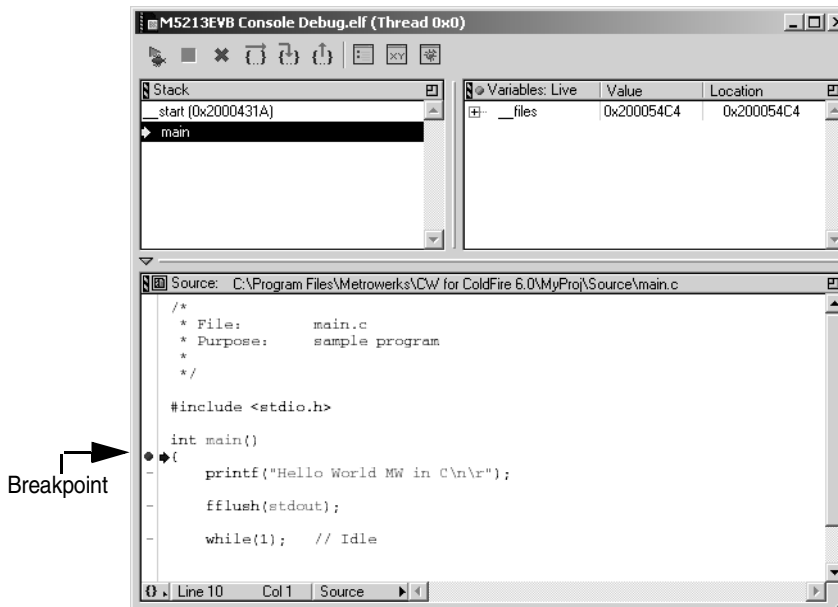 M5213EVB Console Debug.elf (Thread 0x0)
Stack
__start (0x2000431A)
main
Variables: Live Value Location
__files 0x200054C4 0x200054C4
Source: C:\Program Files\Metrowerks\CW for ColdFire 6.0\MyProj\Source\main.c
/*
* File: main.c
* Purpose: sample program
*
*/
#include <stdio.h>
int main()
{
Breakpoint
printf("Hello World MW in C\n\r");
fflush(stdout);
while(1); // Idle
Line 10 Col 1 Source